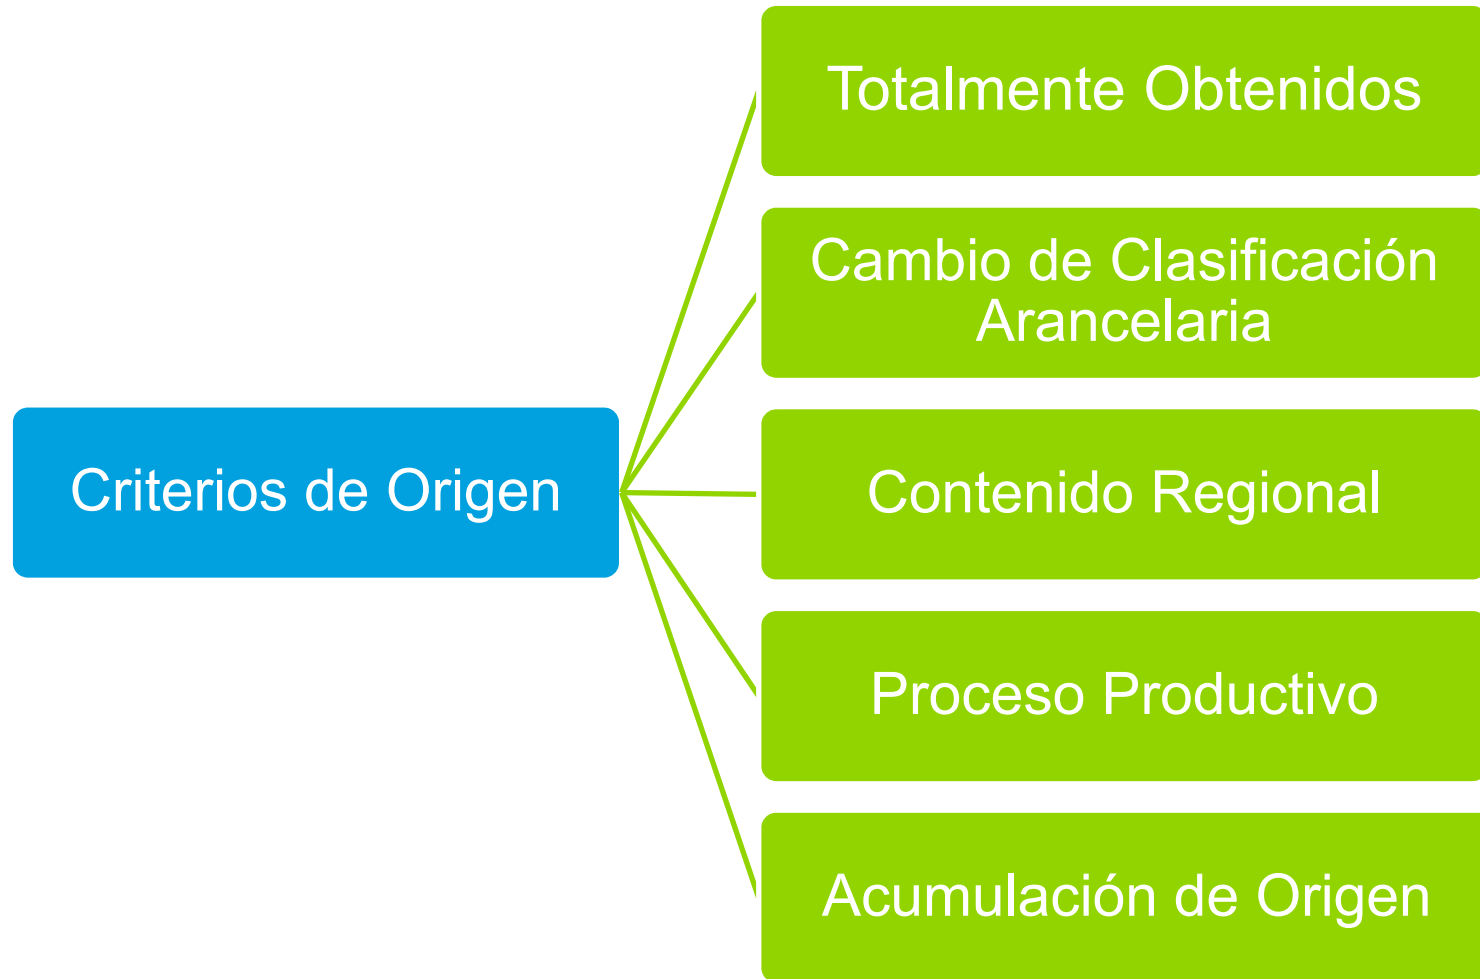 Totalmente Obtenidos
Cambio de Clasificación
Arancelaria
Criterios de Origen
Contenido Regional
Proceso Productivo
Acumulación de Origen